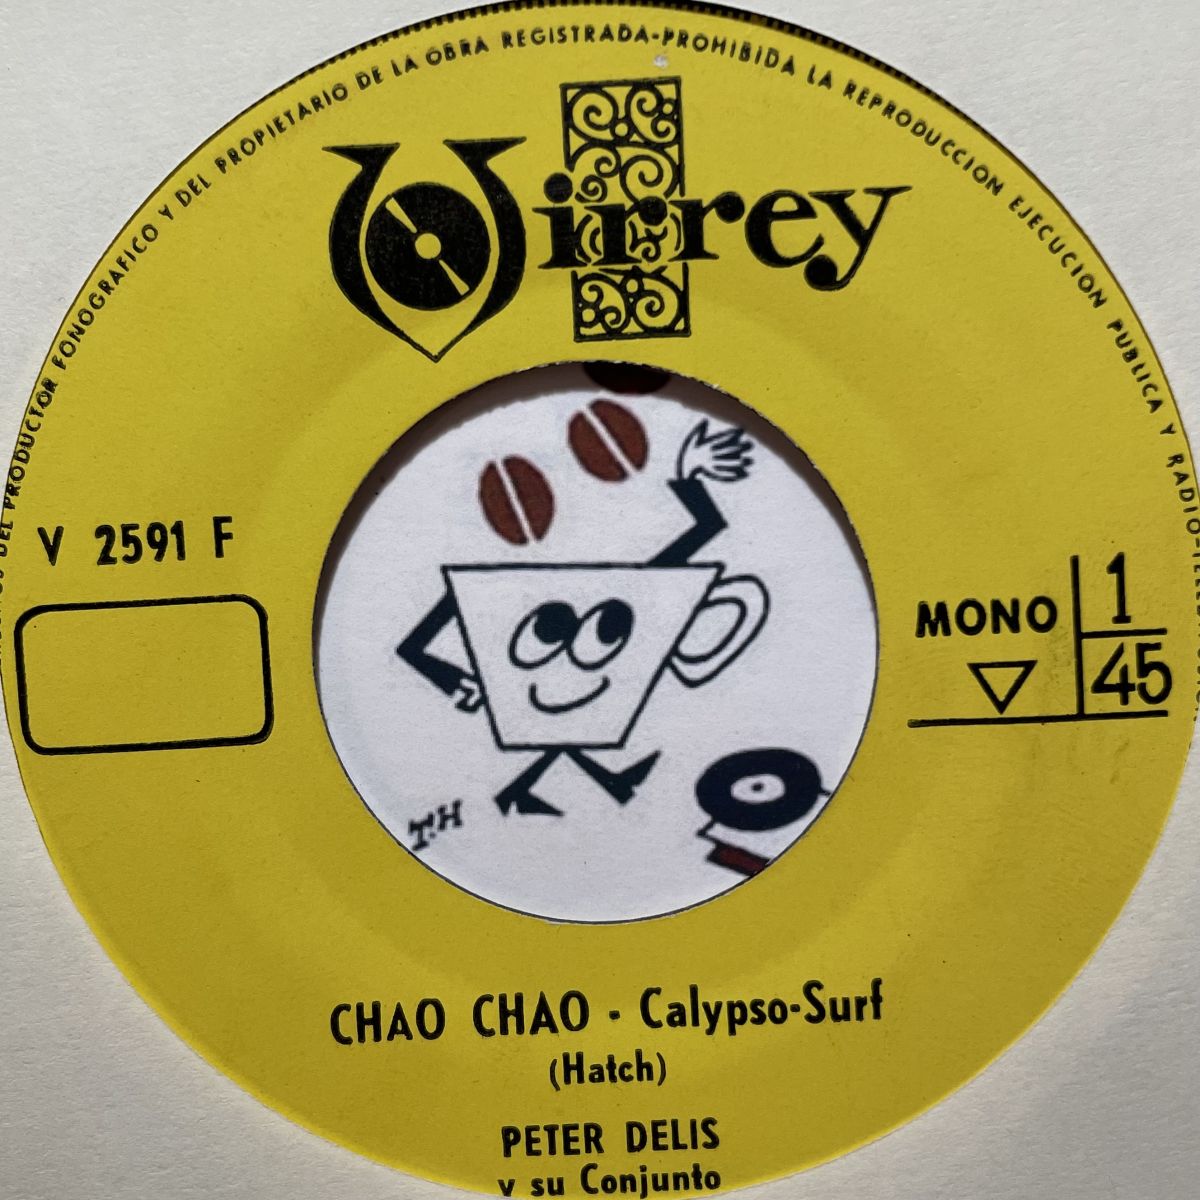 DEL PRODUCTOR FONOGRAFICO Y DEL PROPIETARIO DE LA OBRA REGISTRADA-PROHIBIDA LA REPRODUCCION EJECUCION PUBLICA Y RADIO-
Virrey
V 2591 F
MONO 1
45
T.H
CHAO CHAO - Calypso-Surf
(Hatch)
PETER DELIS
y su Conjunto